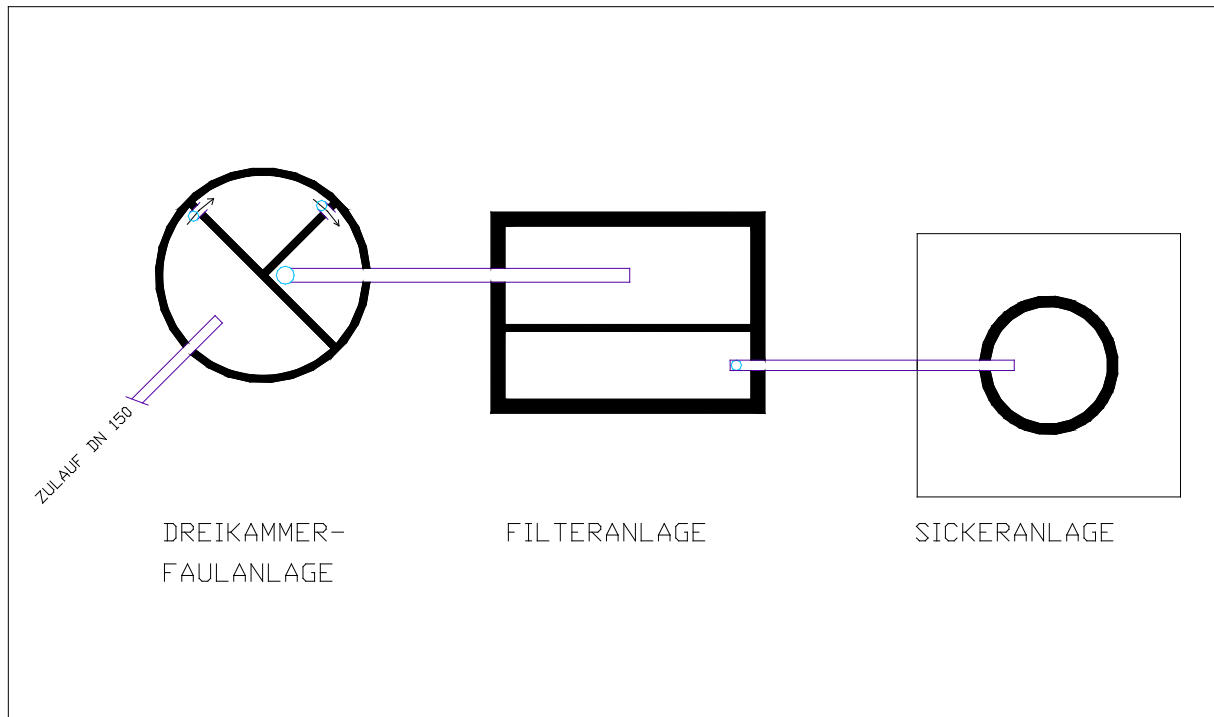 ZULAUF DN 150
DREIKAMMER-
FAULANLAGE
FILTERANLAGE
SICKERANLAGE